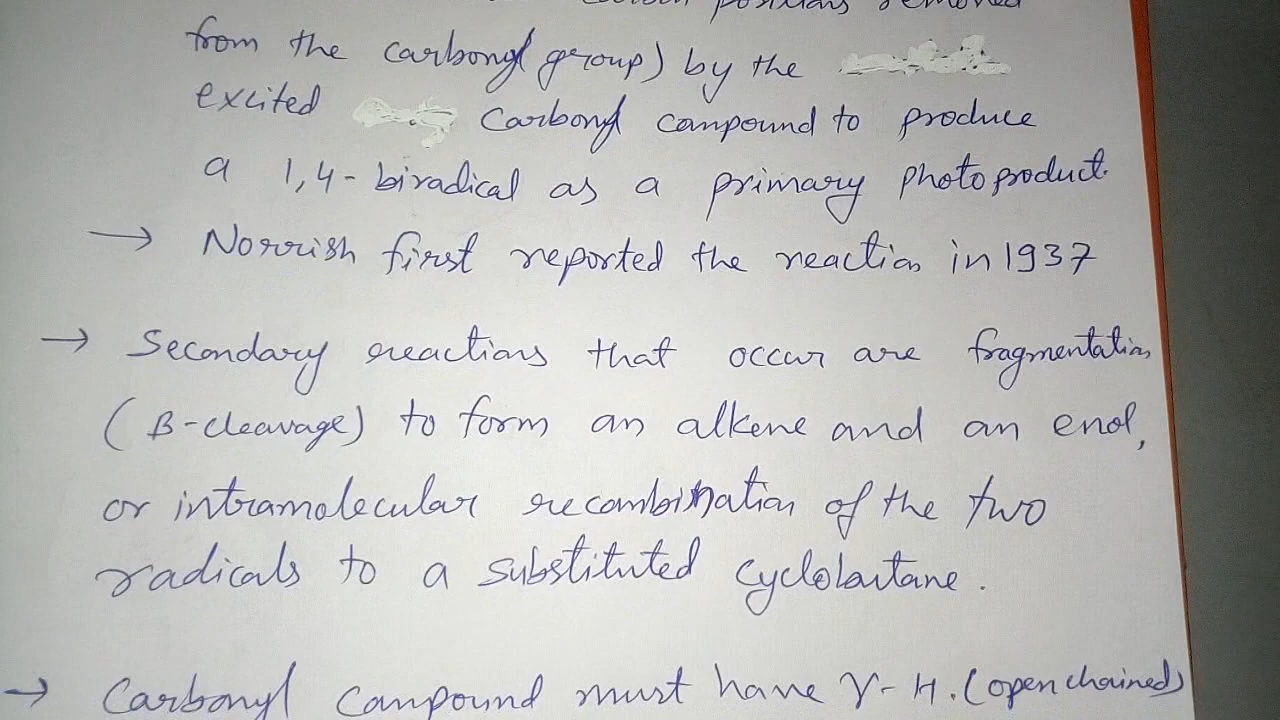 positions removed
from the carbonyl group) by the
excited carbonyl compound to produce
a 1,4-biradical as a primary photoproduct.
→ Norrish first reported the reaction in 1937
→ Secondary reactions that occur are fragmentation
(β-cleavage) to form an alkene and an enol,
or intramolecular recombination of the two
radicals to a substituted cyclobutane.
→ Carbonyl compound must have γ-H. (open chained)